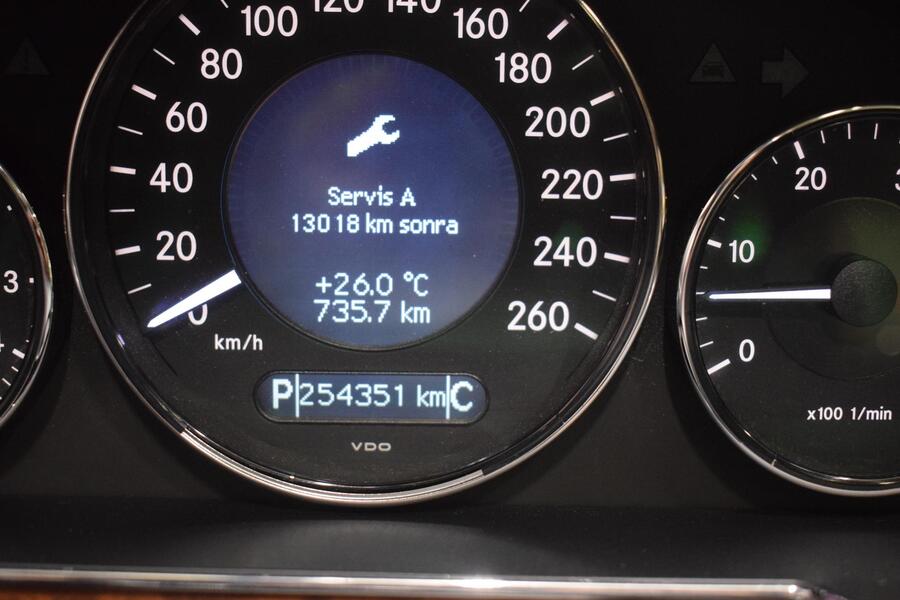 100 120 140 160
80 180
60 200
40 220
20 240
0 260
km/h
Servis A
13018 km sonra
+26.0 °C
735.7 km
P 254351 km C
VDO
3
20
10
0
x100 1/min